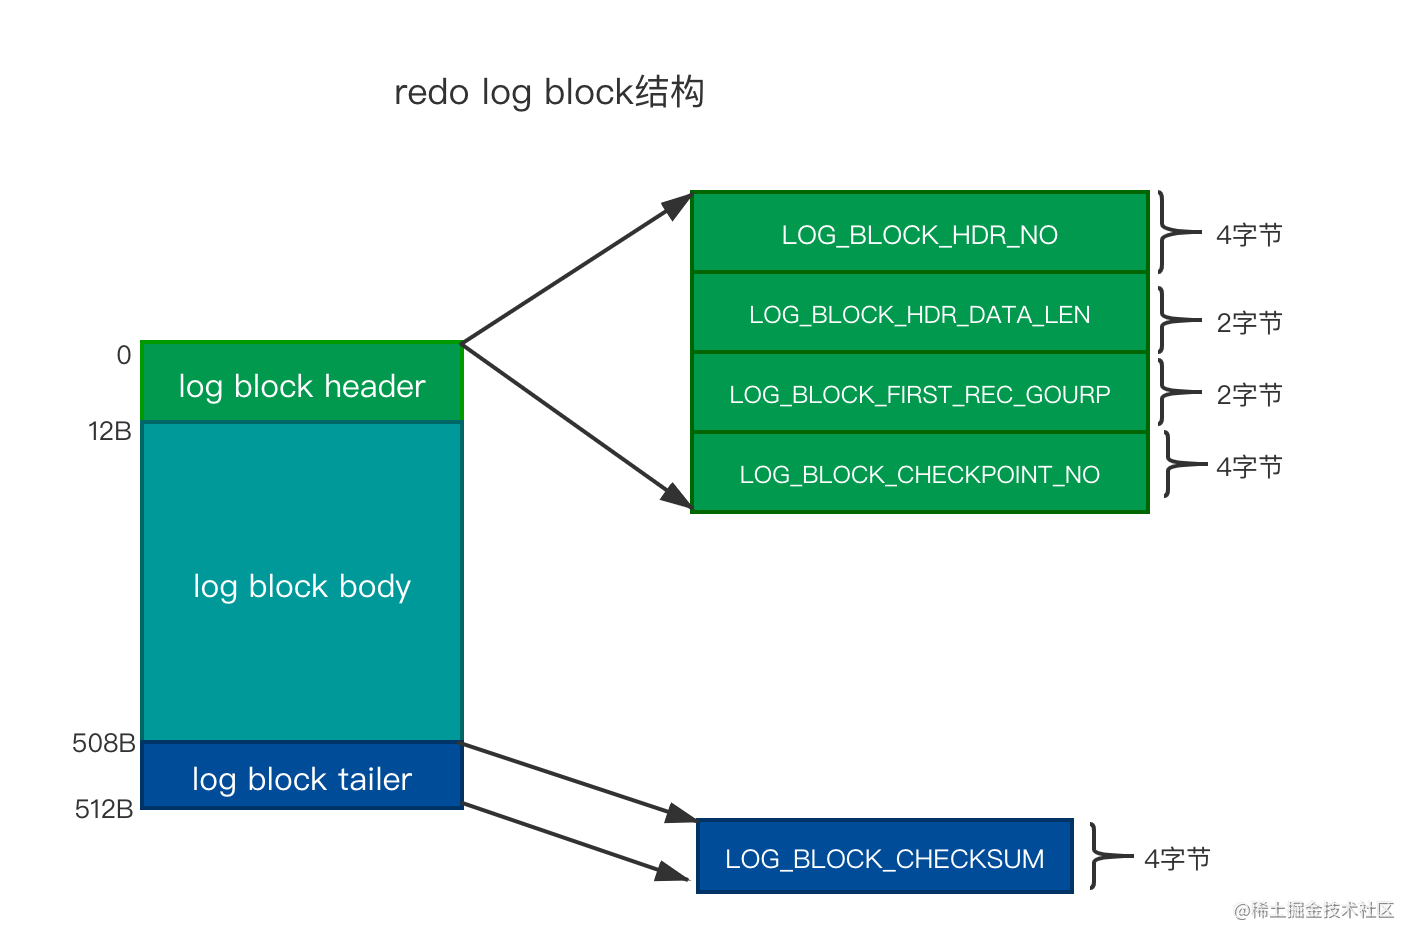 redo log block结构
LOG_BLOCK_HDR_NO
4字节
LOG_BLOCK_HDR_DATA_LEN
2字节
LOG_BLOCK_FIRST_REC_GOURP
2字节
LOG_BLOCK_CHECKPOINT_NO
4字节
0
log block header
12B
log block body
508B
log block tailer
512B
LOG_BLOCK_CHECKSUM
4字节
@稀土掘金技术社区